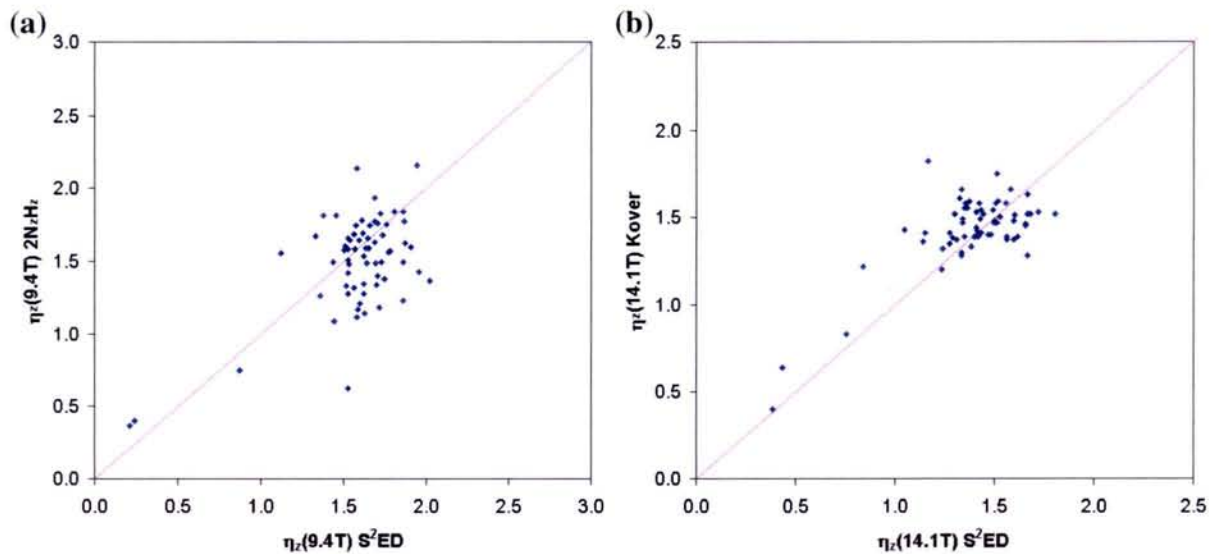 (a)
3.0
2.5
2.0
1.5
1.0
0.5
0.0
0.0 0.5 1.0 1.5 2.0 2.5 3.0
ηz(9.4T) 2NzHz
ηz(9.4T) S²ED
(b)
2.5
2.0
1.5
1.0
0.5
0.0
0.0 0.5 1.0 1.5 2.0 2.5
ηz(14.1T) Kover
ηz(14.1T) S²ED